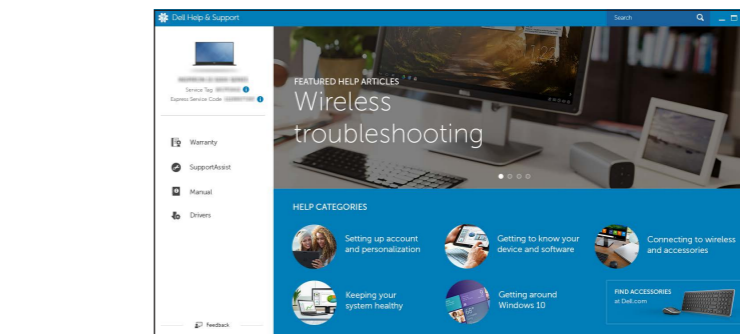 Dell Help & Support
Search
Service Tag:
Express Service Code:
Warranty
SupportAssist
Manual
Drivers
Feedback
FEATURED HELP ARTICLES
Wireless
troubleshooting
HELP CATEGORIES
Setting up account
and personalization
Getting to know your
device and software
Connecting to wireless
and accessories
Keeping your
system healthy
Getting around
Windows 10
FIND ACCESSORIES
at Dell.com